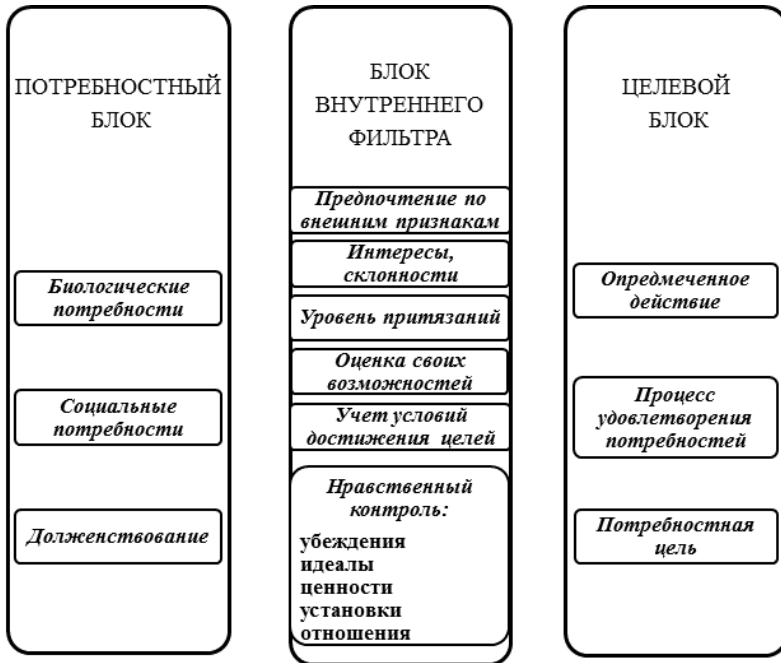 ПОТРЕБНОСТНЫЙ
БЛОК
Биологические
потребности
Социальные
потребности
Долженствование
БЛОК
ВНУТРЕННЕГО
ФИЛЬТРА
Предпочтение по
внешним признакам
Интересы,
склонности
Уровень притязаний
Оценка своих
возможностей
Учет условий
достижения целей
Нравственный
контроль:
убеждения
идеалы
ценности
установки
отношения
ЦЕЛЕВОЙ
БЛОК
Опредмеченное
действие
Процесс
удовлетворения
потребностей
Потребностная
цель